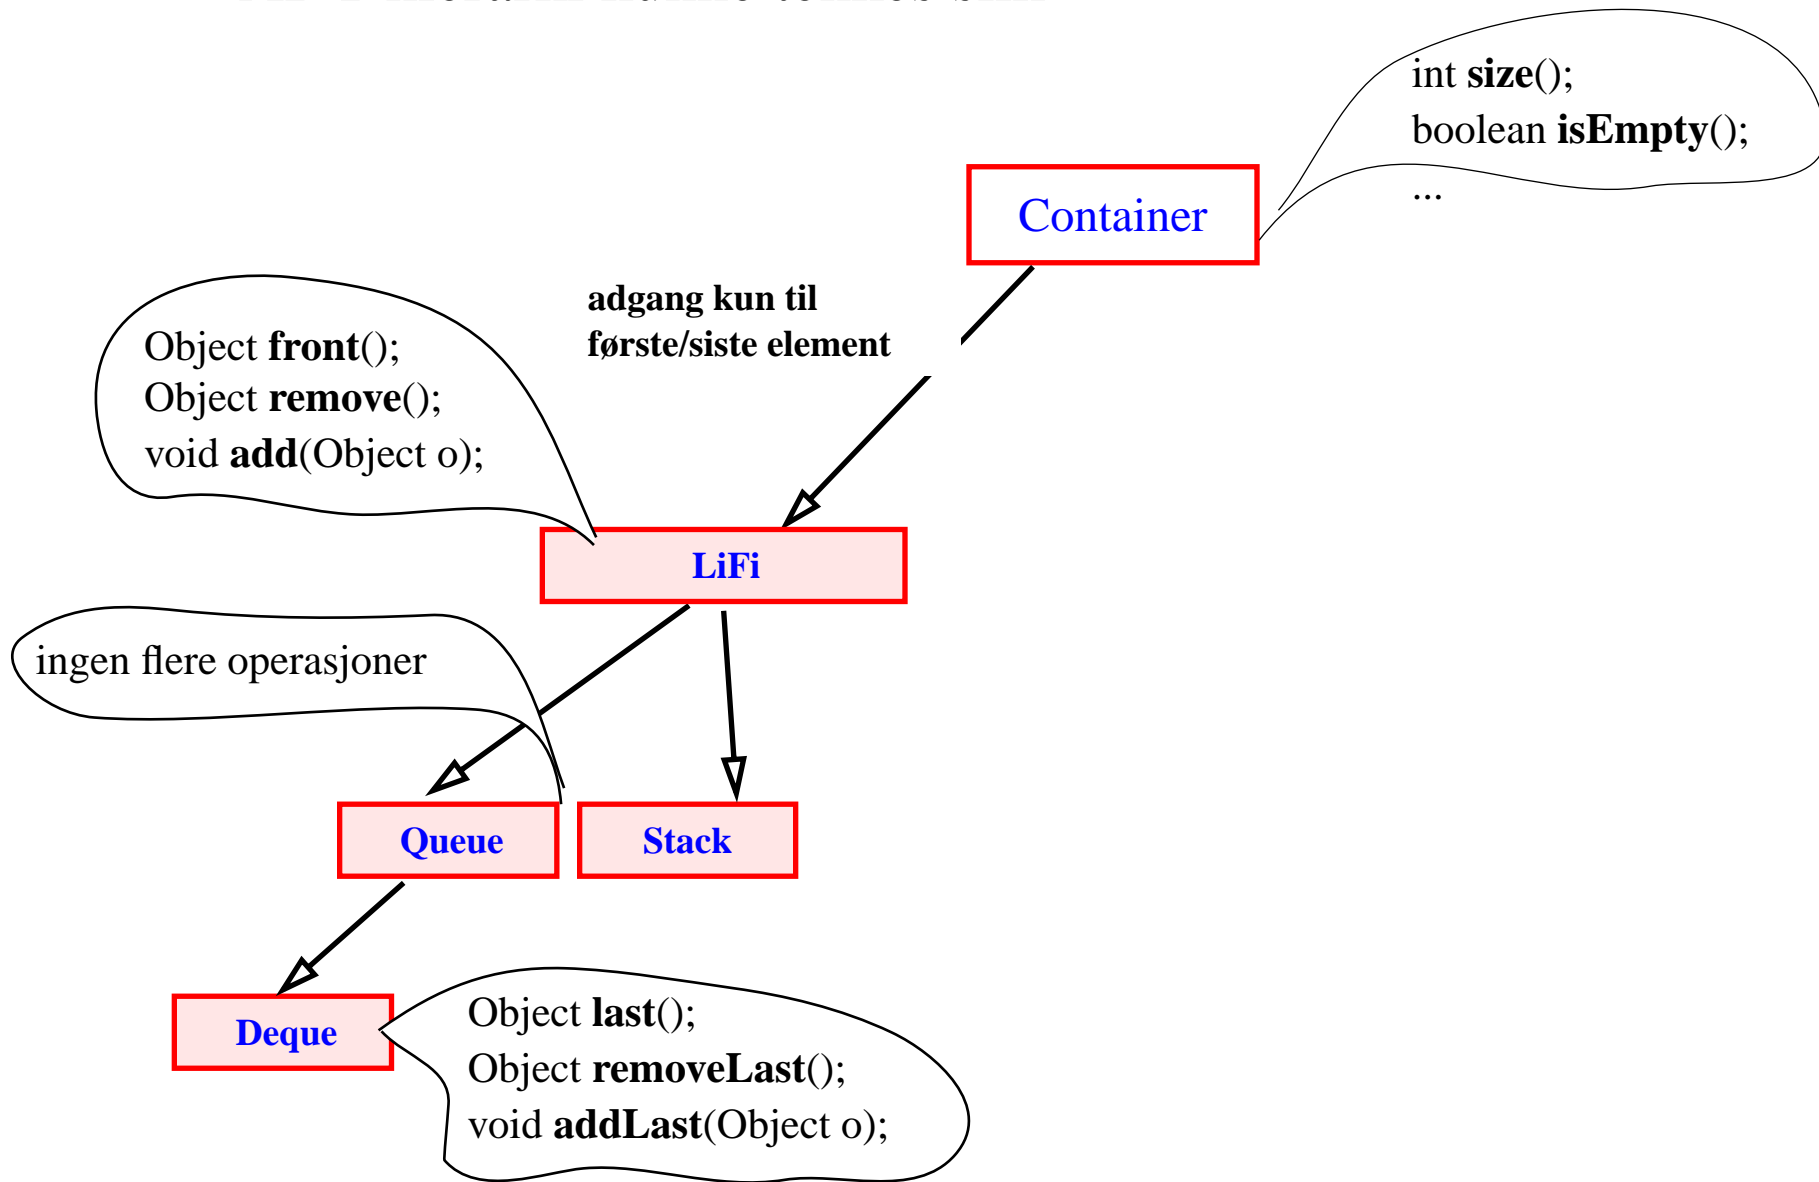 int size();
boolean isEmpty();
...
Container
adgang kun til
første/siste element
Object front();
Object remove();
void add(Object o);
LiFi
ingen flere operasjoner
Queue
Stack
Deque
Object last();
Object removeLast();
void addLast(Object o);